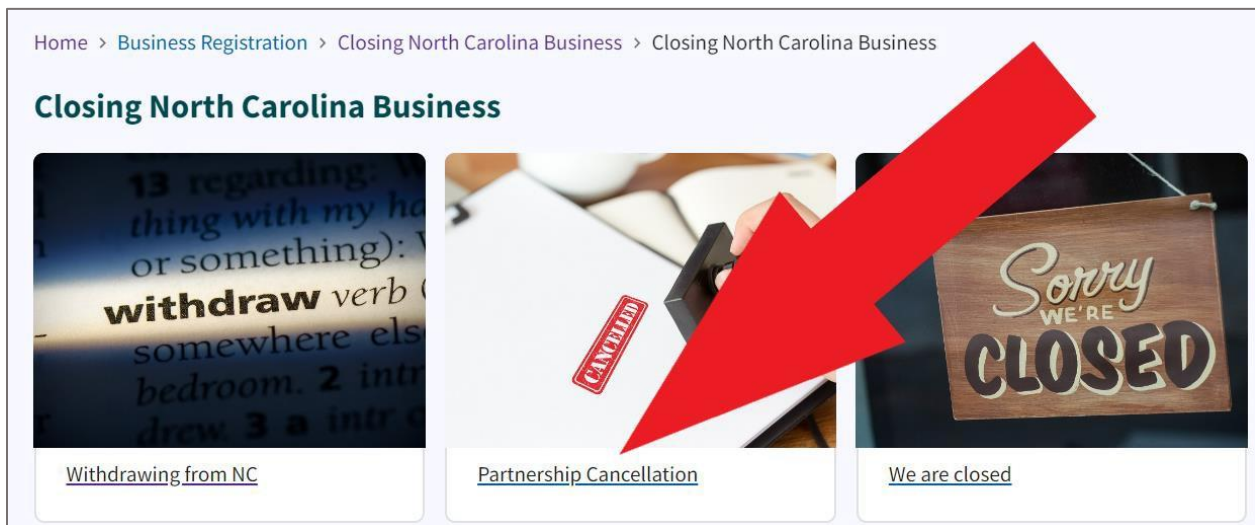 Home > Business Registration > Closing North Carolina Business > Closing North Carolina Business
Closing North Carolina Business
13 regarding:
thing with my
or something):
withdraw verb (
somewhere
bedroom. 2 intr
drew. 3 a intr
CANCELLED
Sorry
WE'RE
CLOSED
Withdrawing from NC
Partnership Cancellation
We are closed